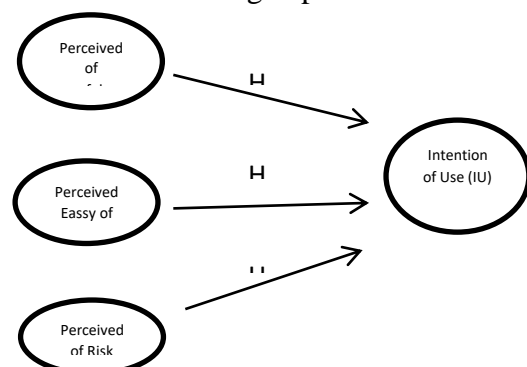 Perceived
of
H
Intention
of Use (IU)
H
Perceived
Eassy of
H
Perceived
of Risk